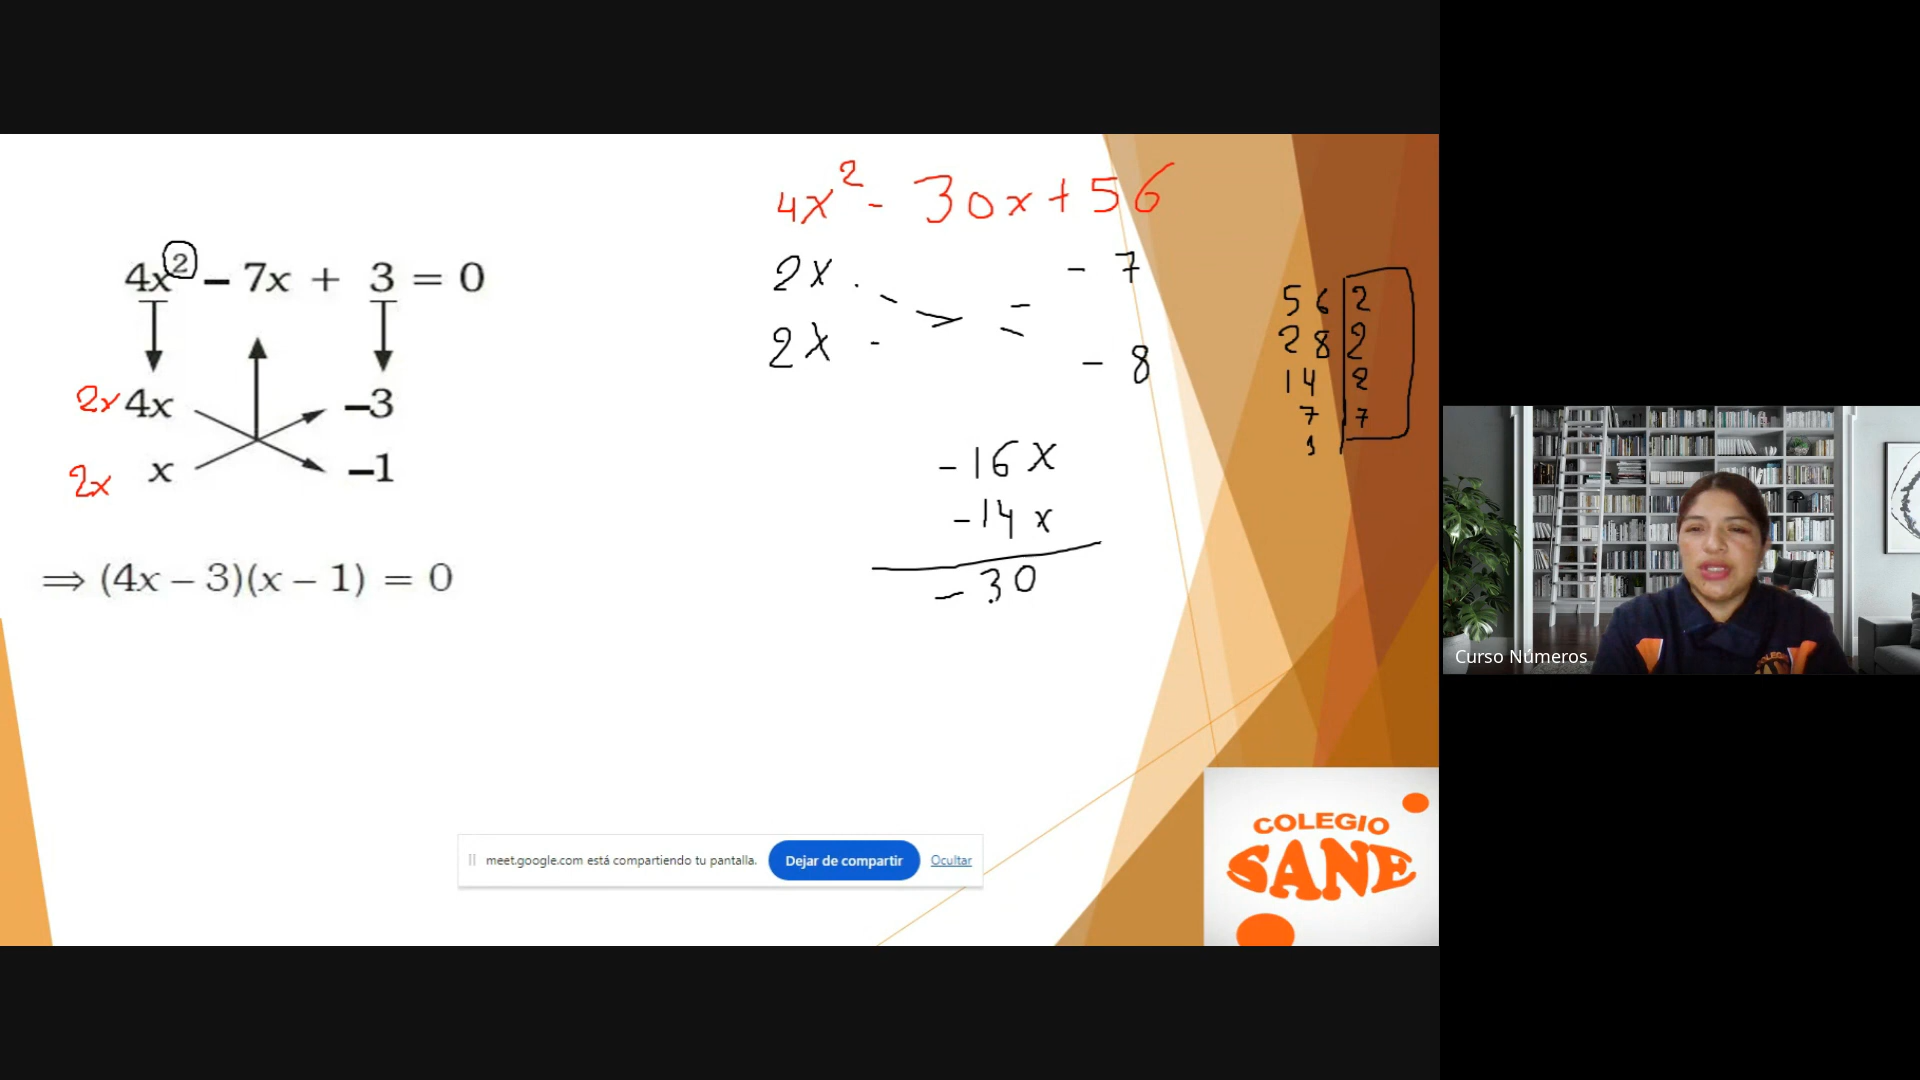 4x² − 7x + 3 = 0
2x 4x −3
2x x −1
⟹ (4x − 3)(x − 1) = 0
4x² - 30x + 56
2x - 7
2x - 8
-16x
-14x
-30
56 2
28 2
14 2
7 7
1
meet.google.com está compartiendo tu pantalla. Dejar de compartir Ocultar
COLEGIO
SANE
Curso Números